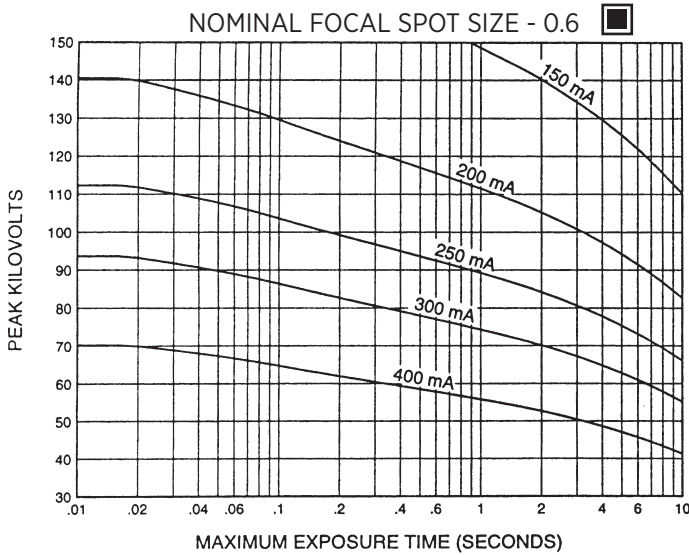 NOMINAL FOCAL SPOT SIZE - 0.6
150
140
130
120
110
100
90
80
70
60
50
40
30
PEAK KILOVOLTS
150 mA
200 mA
250 mA
300 mA
400 mA
.01 .02 .04 .06 .1 .2 .4 .6 1 2 4 6 10
MAXIMUM EXPOSURE TIME (SECONDS)